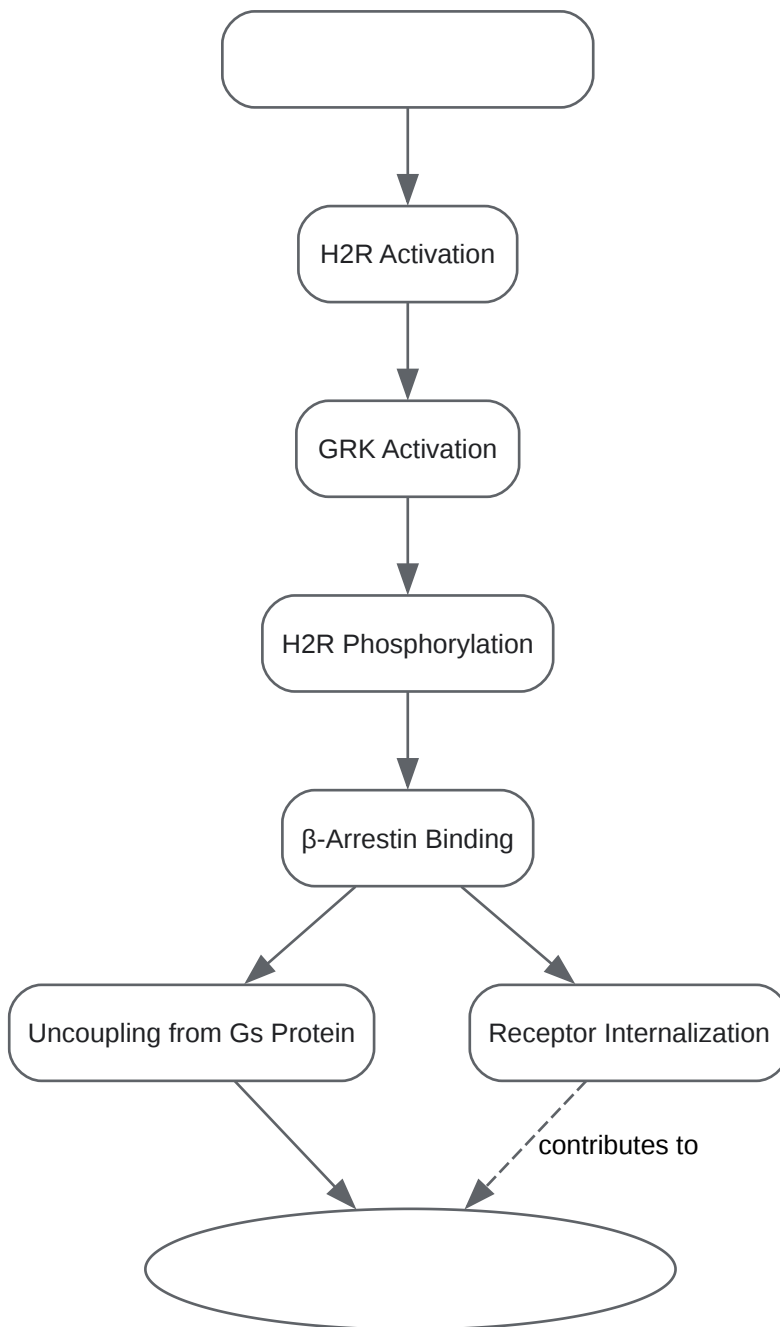 H2R Activation
GRK Activation
H2R Phosphorylation
β-Arrestin Binding
Uncoupling from Gs Protein
Receptor Internalization
contributes to